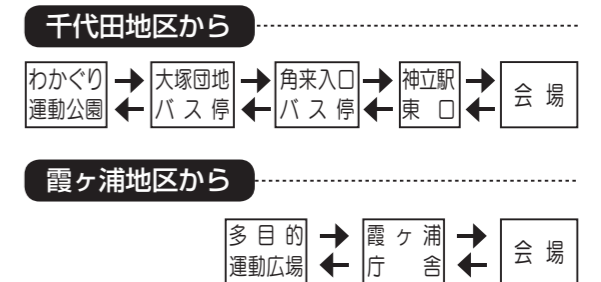 千代田地区から
わかぐり運動公園 → 大塚団地バス停 → 角来入口バス停 → 神立駅東口 → 会場
霞ヶ浦地区から
多目的運動広場 → 霞ヶ浦庁舎 → 会場